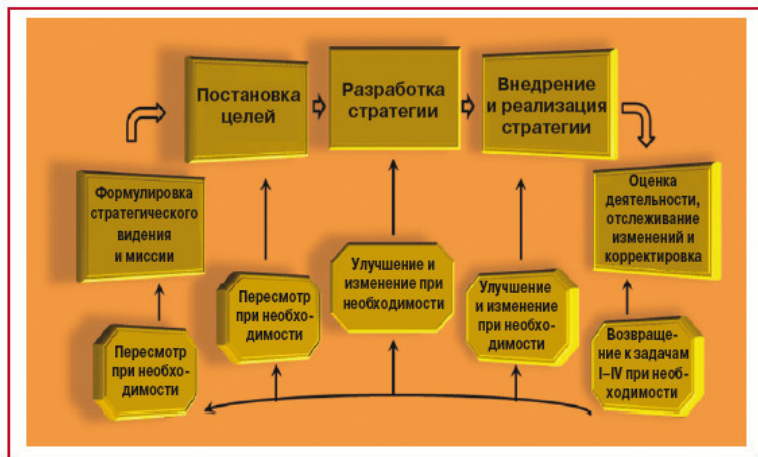 Формулировка
стратегического
видения
и миссии
Постановка
целей
Разработка
стратегии
Внедрение
и реализация
стратегии
Оценка
деятельности,
отслеживание
изменений и
корректировка
Пересмотр
при необхо-
димости
Пересмотр
при необхо-
димости
Улучшение и
изменение при
необходимости
Улучшение
и изменение
при необхо-
димости
Возвраще-
ние к задачам
I–IV при необ-
ходимости